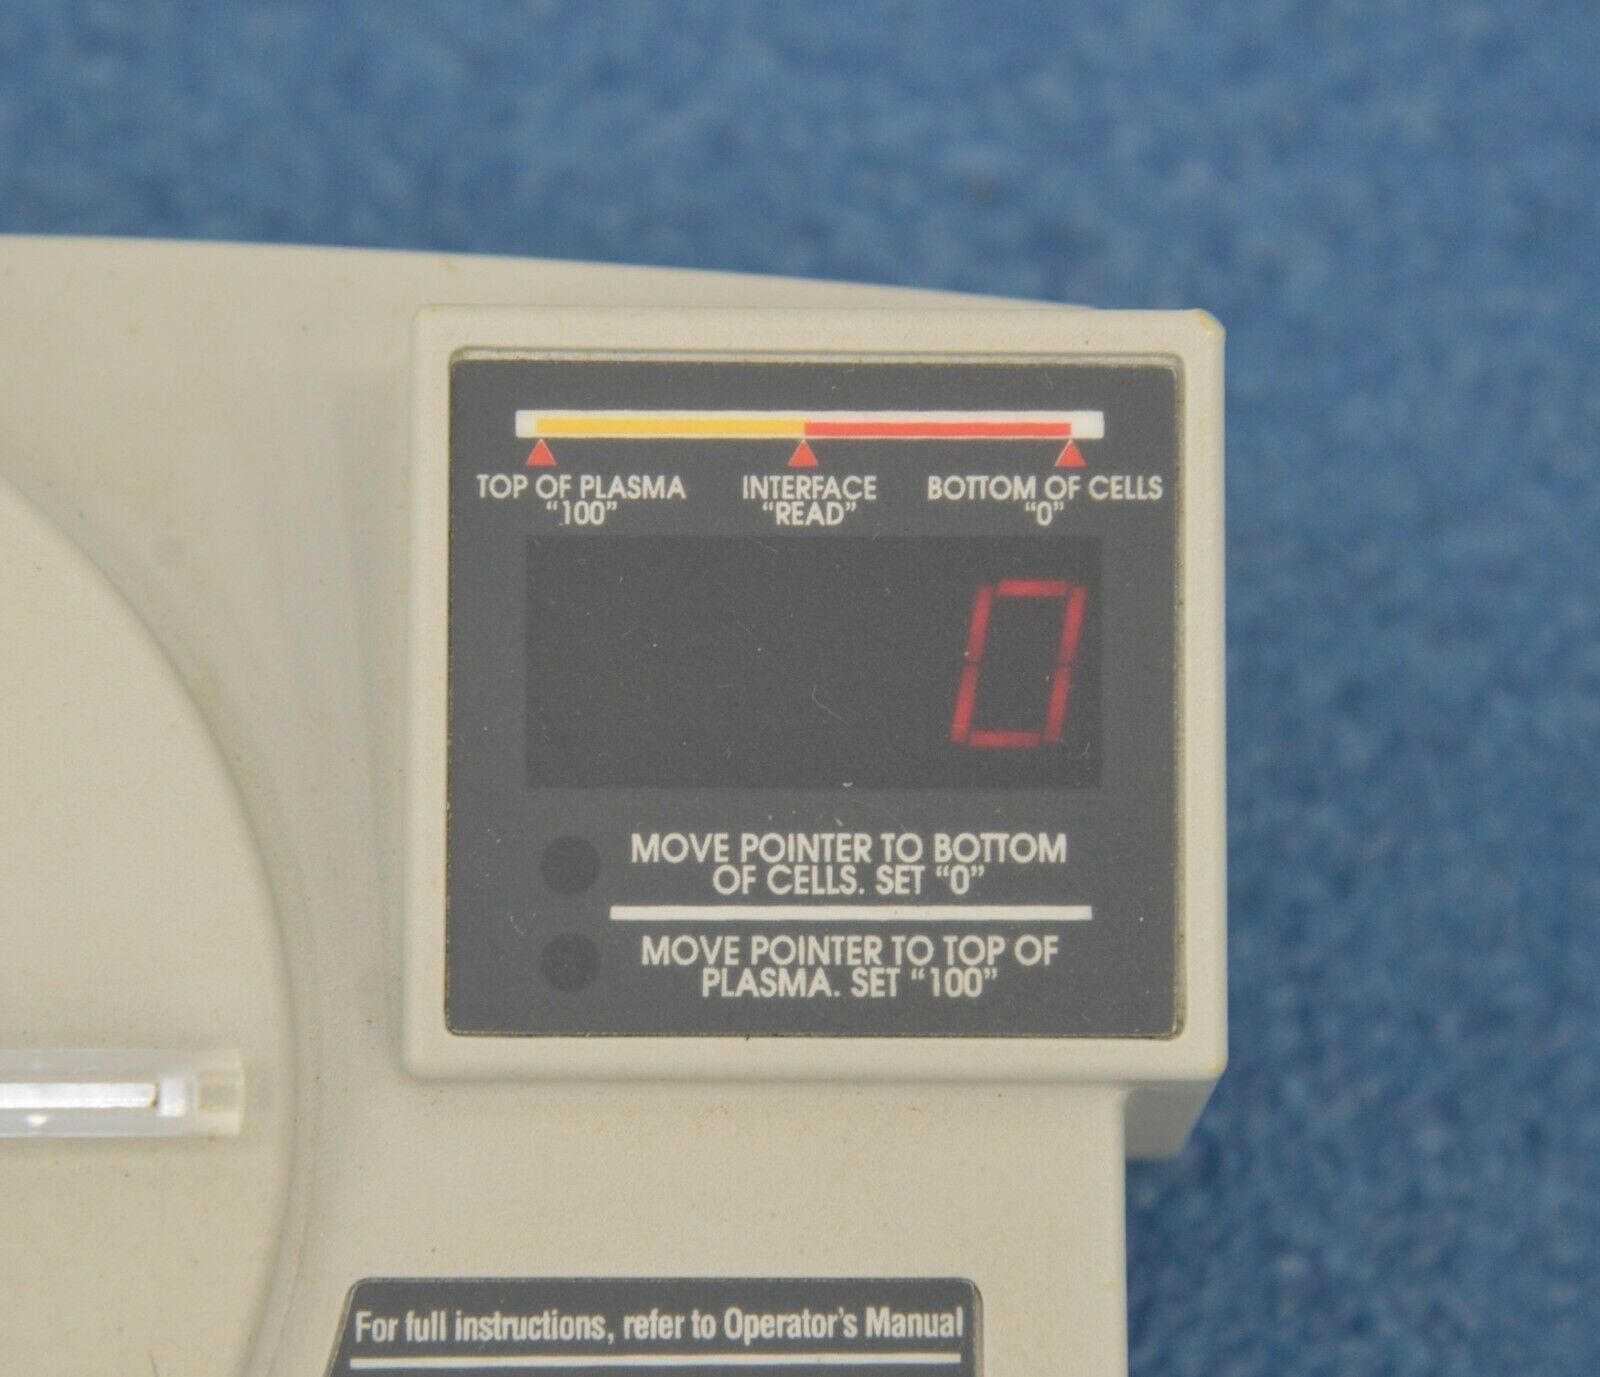 TOP OF PLASMA INTERFACE BOTTOM OF CELLS
"100" "READ" "0"
0
MOVE POINTER TO BOTTOM
OF CELLS. SET "0"
MOVE POINTER TO TOP OF
PLASMA. SET "100"
For full instructions, refer to Operator's Manual